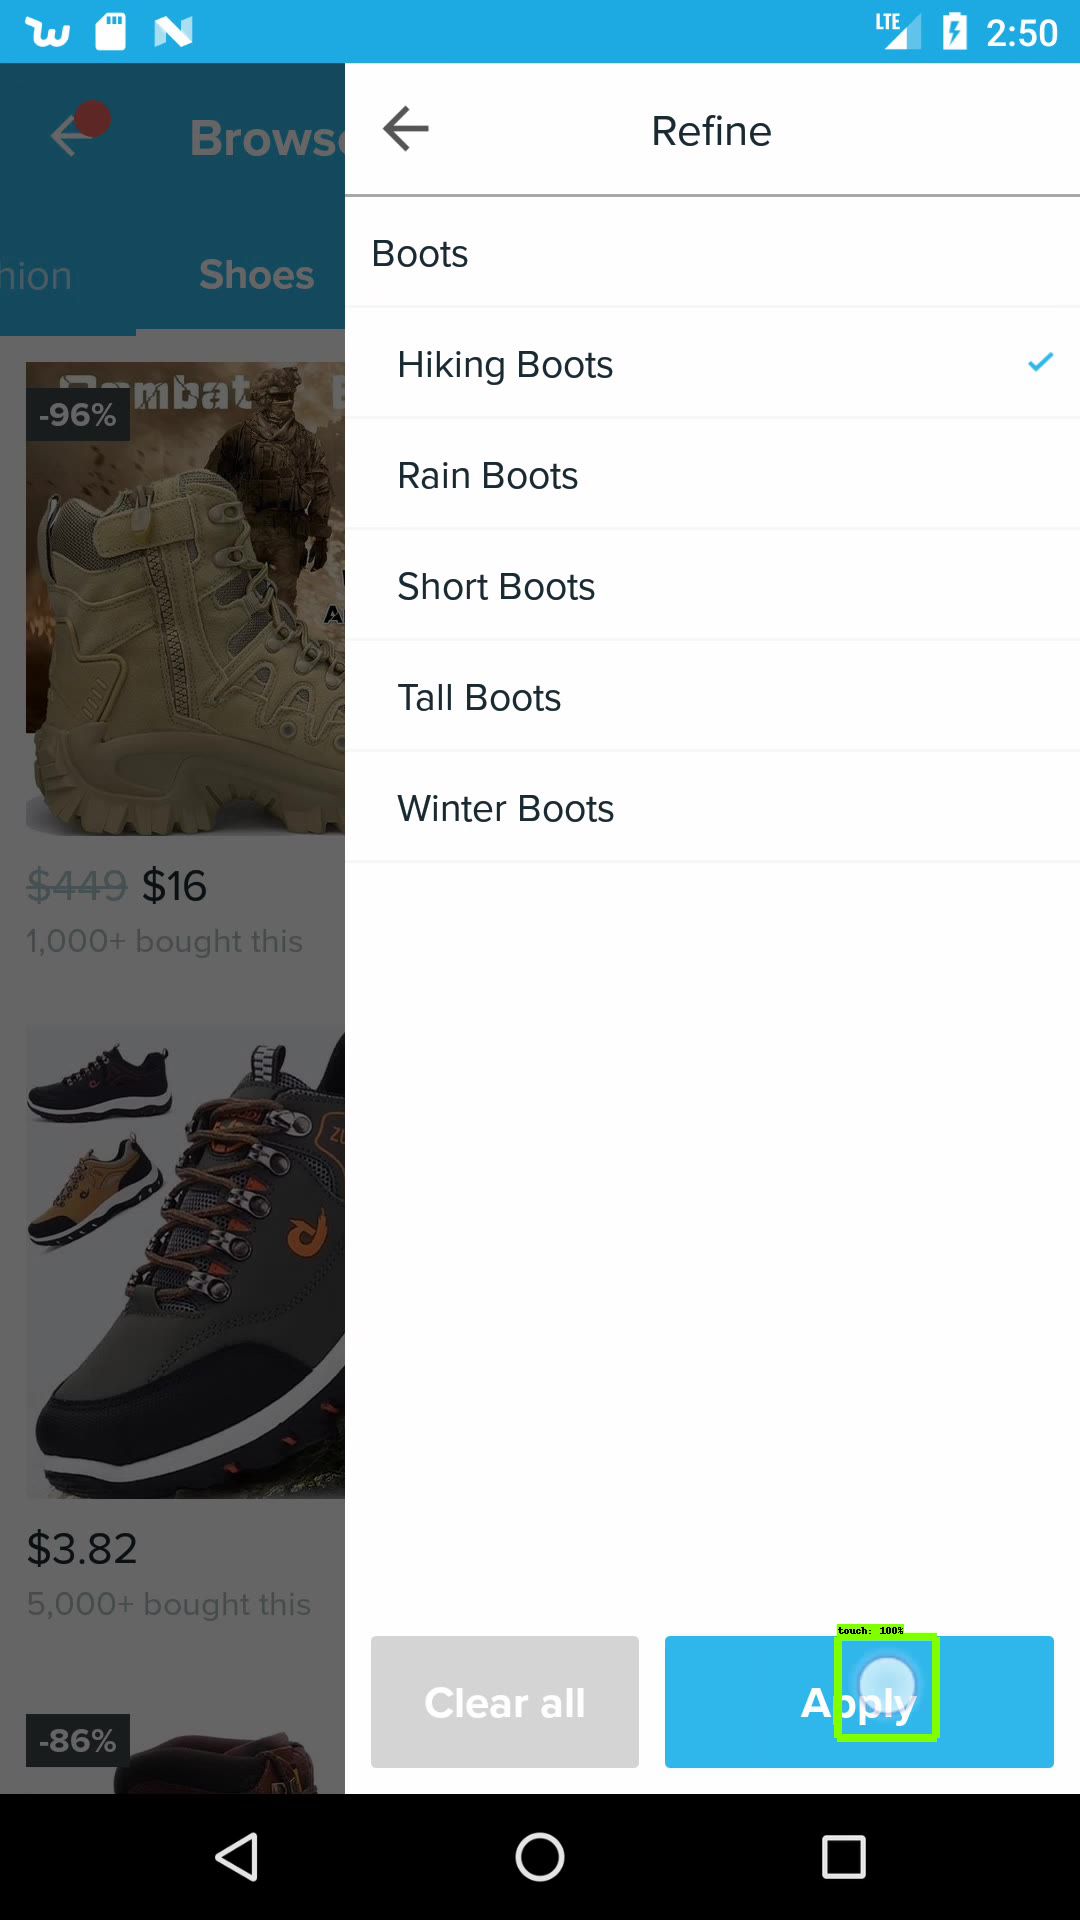 LTE 2:50
Brows
Refine
hion
Shoes
Boots
Hiking Boots
Rain Boots
Short Boots
Tall Boots
Winter Boots
-96%
$449 $16
1,000+ bought this
$3.82
5,000+ bought this
-86%
touch: 100%
Clear all
Apply